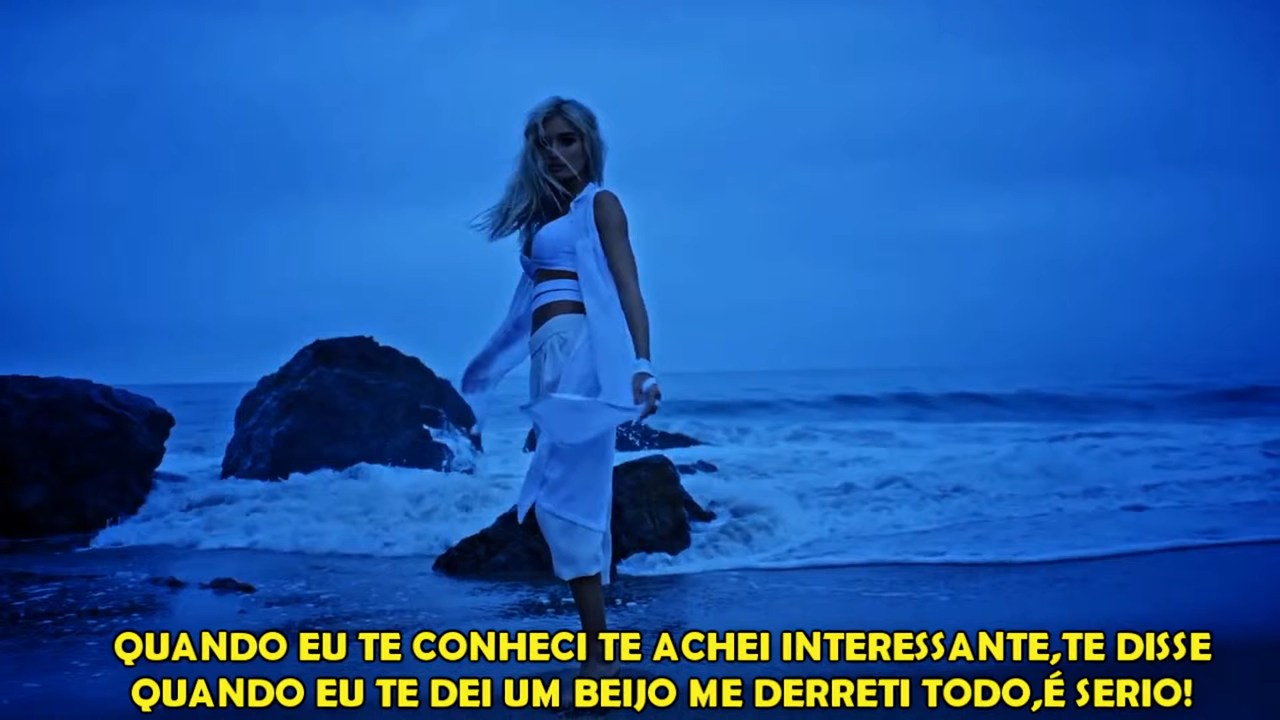 QUANDO EU TE CONHECI TE ACHEI INTERESSANTE,TE DISSE
QUANDO EU TE DEI UM BEIJO ME DERRETI TODO,É SERIO!